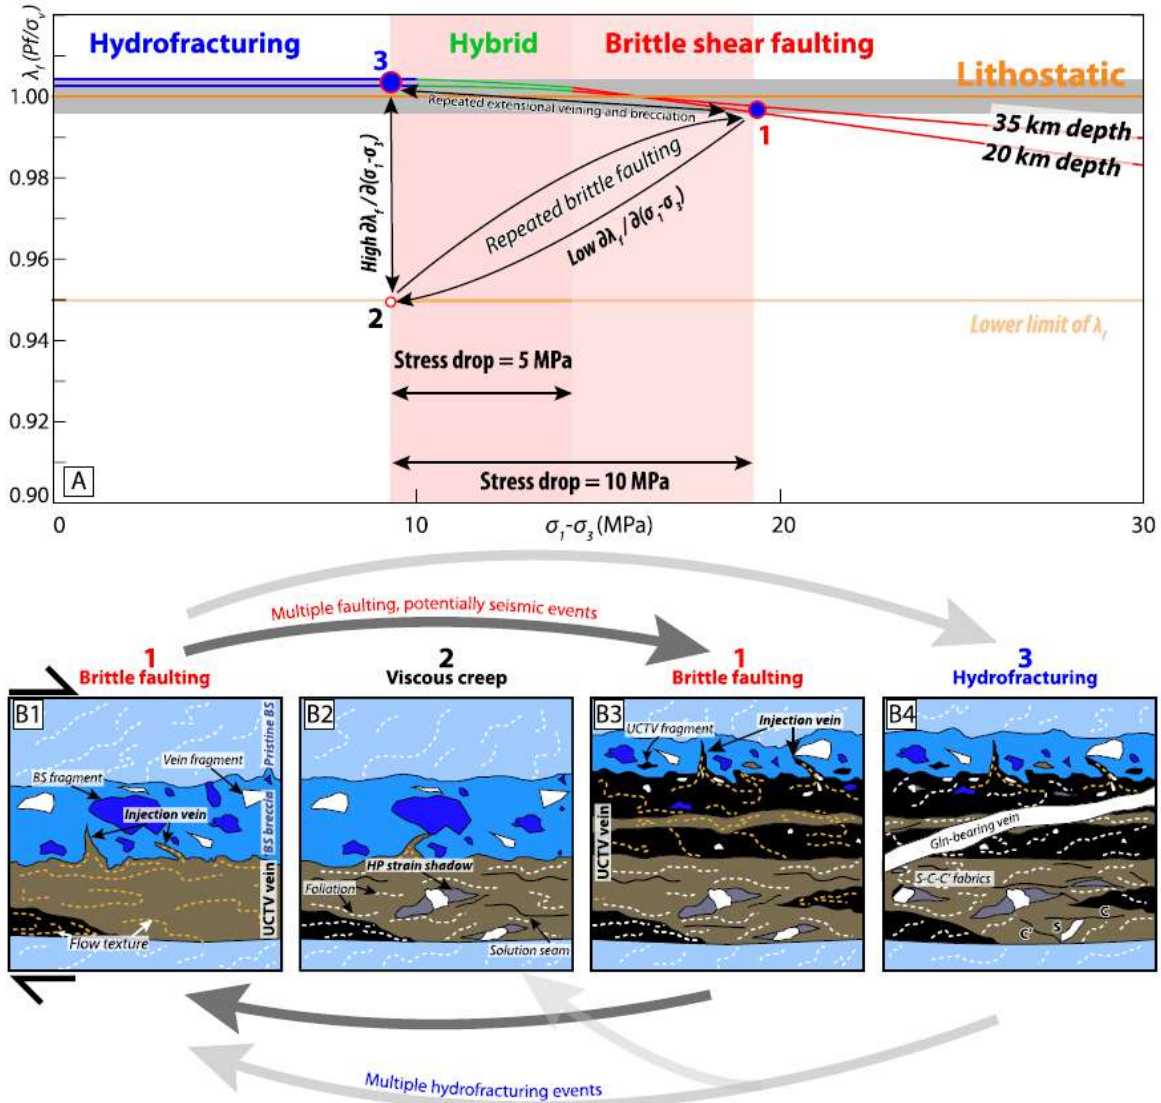 Hydrofracturing
Hybrid
Brittle shear faulting
Lithostatic
λf (Pf/σv)
3
1.00
Repeated extensional veining and brecciation
1
35 km depth
20 km depth
0.98
High ∂λf / ∂(σ1-σ3)
Repeated brittle faulting
Low ∂λf / ∂(σ1-σ3)
0.96
2
Lower limit of λf
0.94
Stress drop = 5 MPa
0.92
Stress drop = 10 MPa
0.90
A
0
10
σ1-σ3 (MPa)
20
30
Multiple faulting, potentially seismic events
1
Brittle faulting
2
Viscous creep
1
Brittle faulting
3
Hydrofracturing
B1
BS fragment
Vein fragment
Injection vein
Flow texture
Pristine BS
BS breccia
UCTV vein
B2
HP strain shadow
Foliation
Solution seam
B3
UCTV fragment
Injection vein
UCTV vein
B4
Gln-bearing vein
S-C-C' fabrics
C
S
C'
Multiple hydrofracturing events